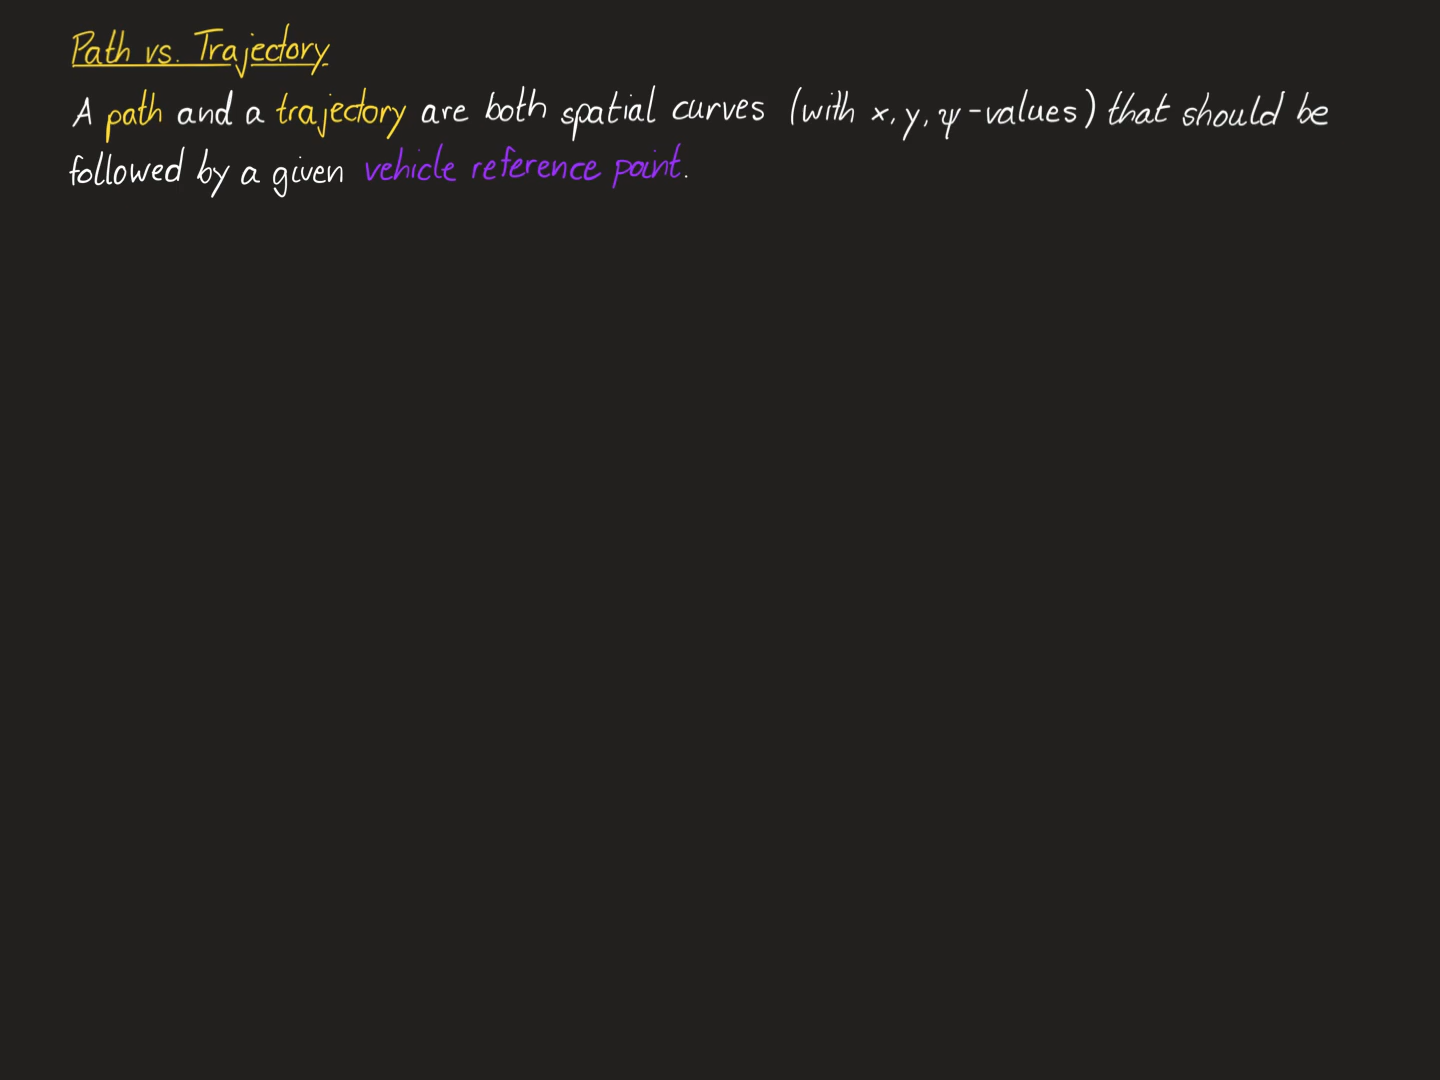 Path vs. Trajectory
A path and a trajectory are both spatial curves (with x, y, ψ-values) that should be
followed by a given vehicle reference point.